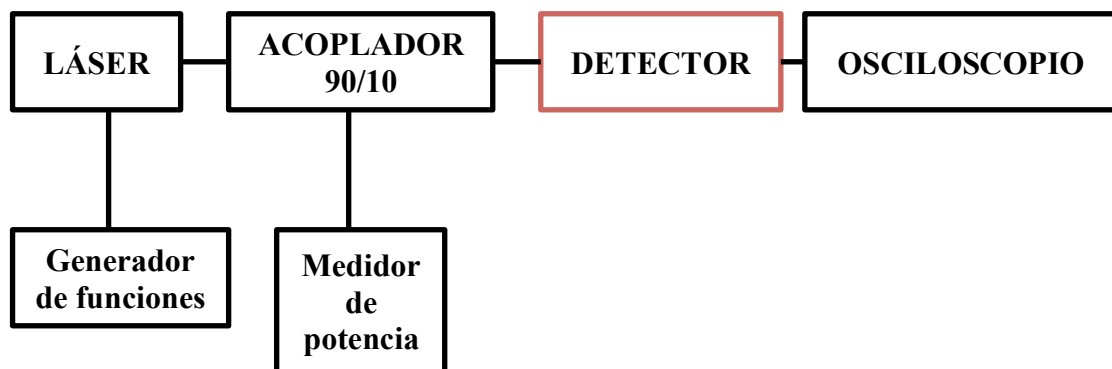 LÁSER
ACOPLADOR
90/10
DETECTOR
OSCILOSCOPIO
Generador
de funciones
Medidor
de
potencia